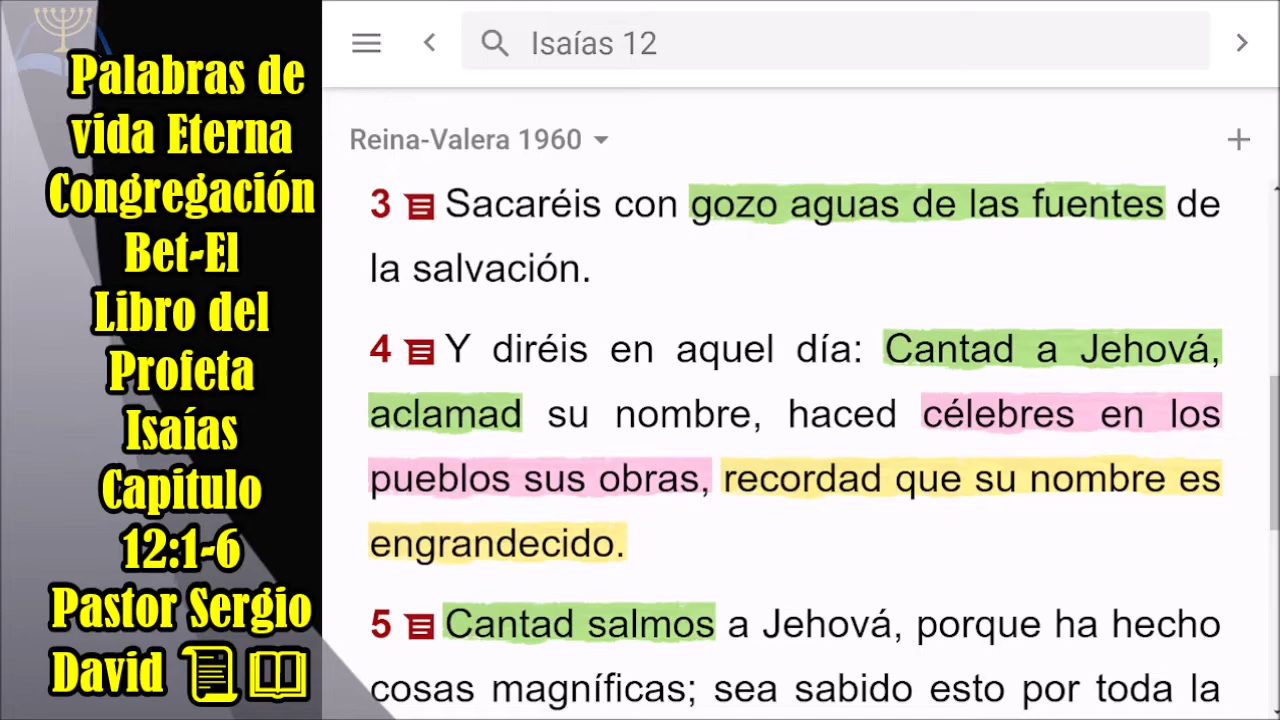 Palabras de
vida Eterna
Congregación
Bet-El
Libro del
Profeta
Isaías
Capitulo
12:1-6
Pastor Sergio
David
Isaías 12
Reina-Valera 1960
3 Sacaréis con gozo aguas de las fuentes de
la salvación.
4 Y diréis en aquel día: Cantad a Jehová,
aclamad su nombre, haced célebres en los
pueblos sus obras, recordad que su nombre es
engrandecido.
5 Cantad salmos a Jehová, porque ha hecho
cosas magníficas; sea sabido esto por toda la